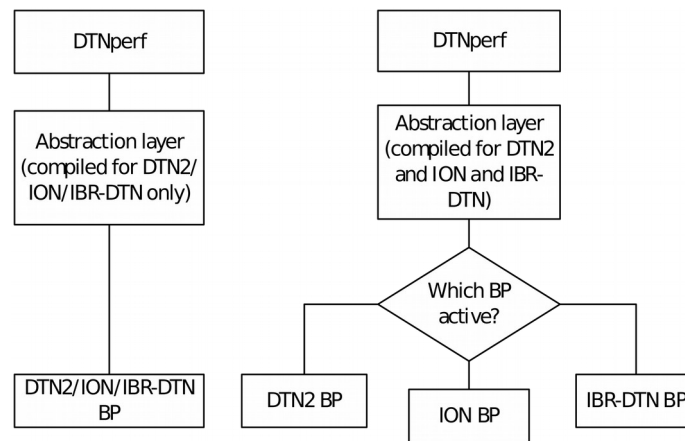 DTNperf
Abstraction layer
(compiled for DTN2/
ION/IBR-DTN only)
DTN2/ION/IBR-DTN
BP
DTNperf
Abstraction layer
(compiled for DTN2
and ION and IBR-
DTN)
Which BP
active?
DTN2 BP
ION BP
IBR-DTN BP